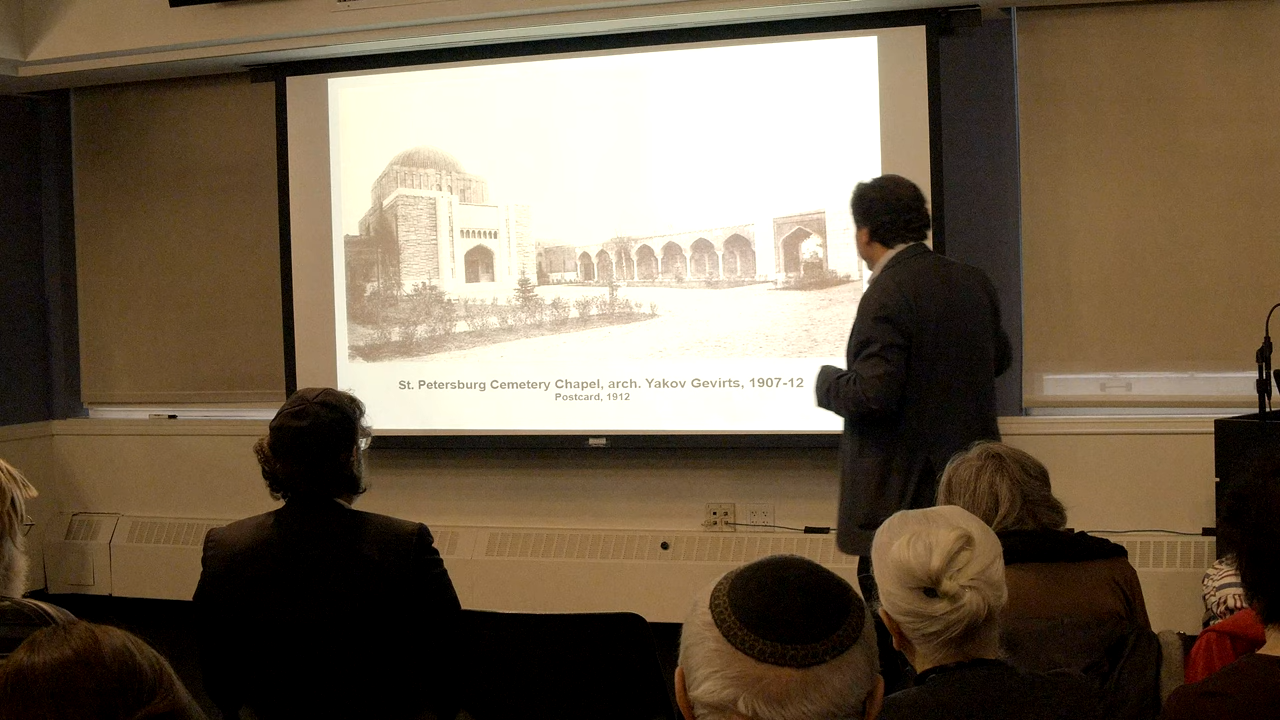 St. Petersburg Cemetery Chapel, arch. Yakov Gevirts, 1907-12
Postcard, 1912